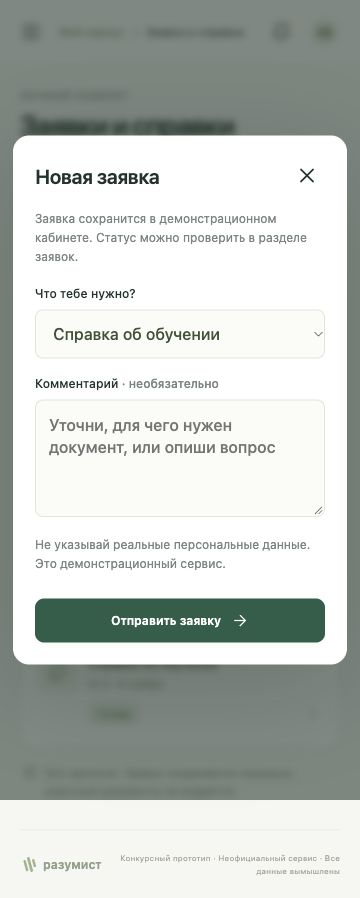 Заявки и справки
Новая заявка
Заявка сохранится в демонстрационном
кабинете. Статус можно проверить в разделе
заявок.
Что тебе нужно?
Справка об обучении
Комментарий · необязательно
Уточни, для чего нужен
документ, или опиши вопрос
Не указывай реальные персональные данные.
Это демонстрационный сервис.
Отправить заявку
разумист
Конкурсный прототип · Неофициальный сервис · Все
данные вымышлены